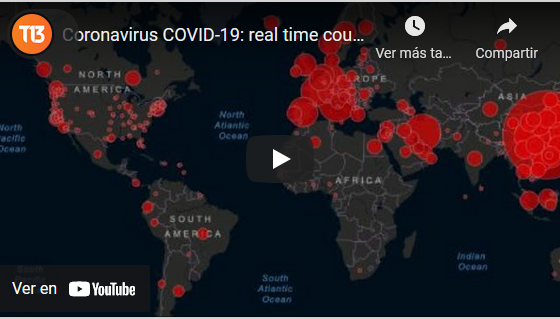 T13
Coronavirus COVID-19: real time cou...
Ver más ta...
Compartir
NORTH
AMERICA
EUROPE
ASIA
North
Pacific
Ocean
North
Atlantic
Ocean
AFRICA
SOUTH
AMERICA
Indian
Ocean
South
Atlantic
Ocean
Ver en YouTube